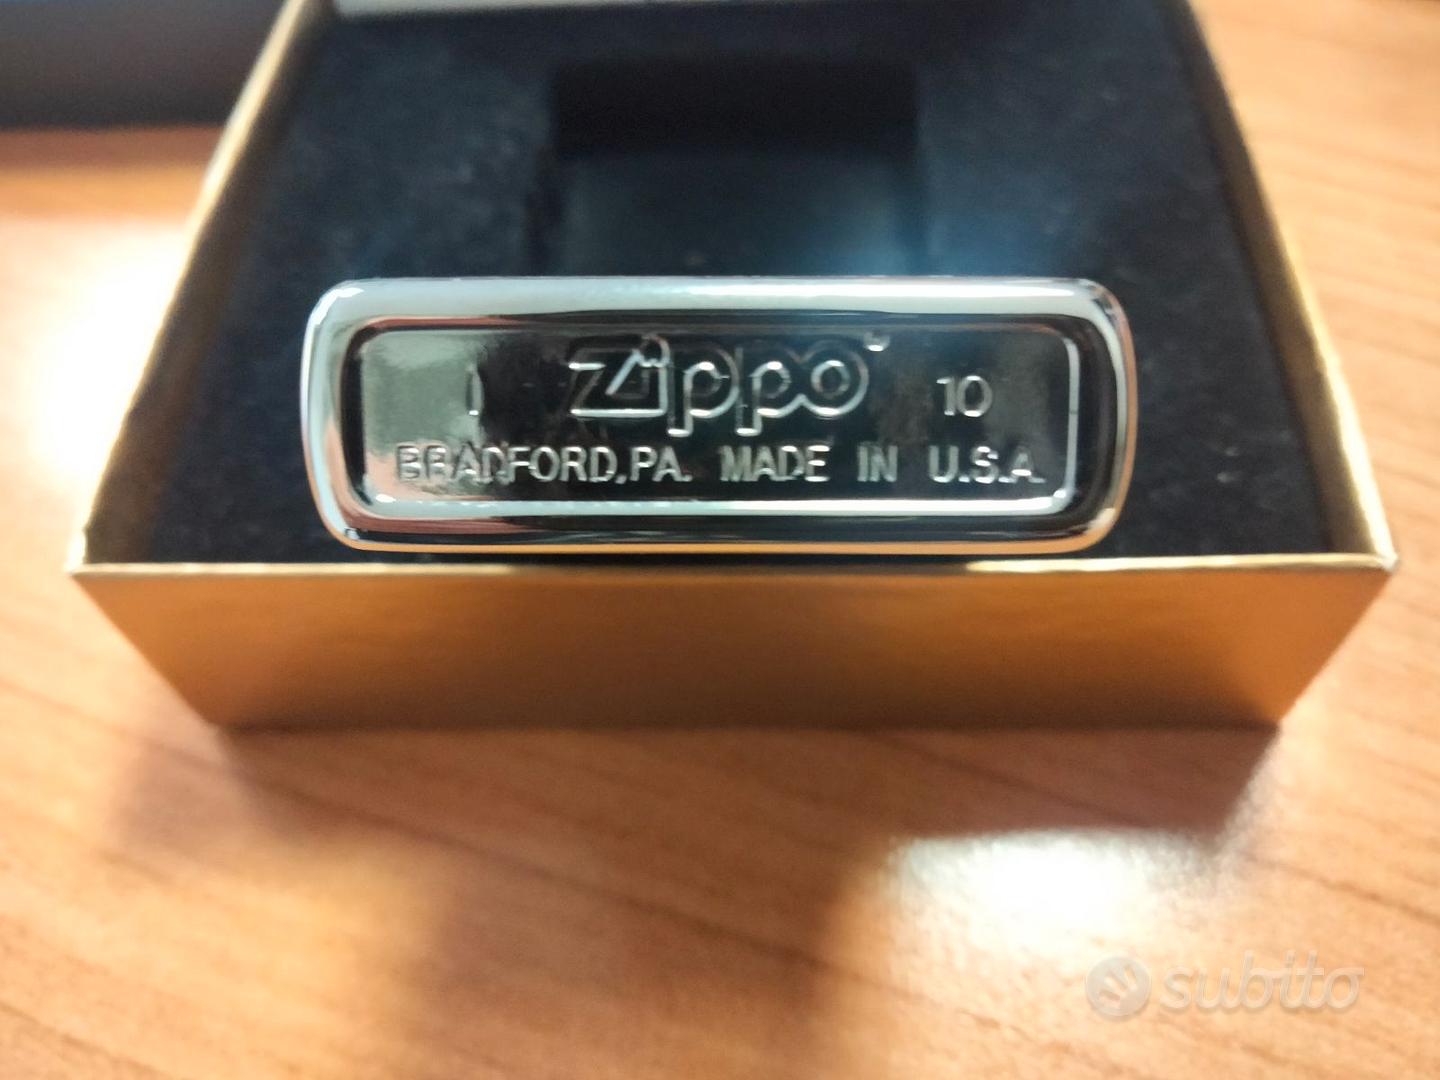 I Zippo® 10
BRADFORD, PA. MADE IN U.S.A.
subito